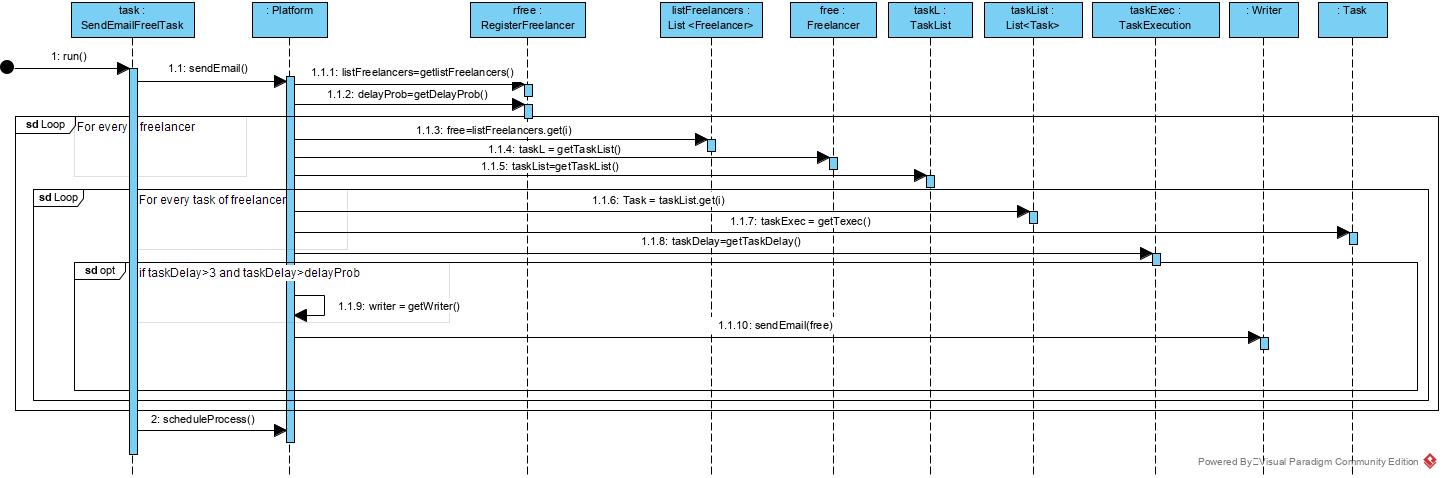 task :
SendEmailFreelTask
: Platform
rfree :
RegisterFreelancer
listFreelancers :
List <Freelancer>
free :
Freelancer
taskL :
TaskList
taskList :
List<Task>
taskExec :
TaskExecution
: Writer
: Task
1: run()
1.1: sendEmail()
1.1.1: listFreelancers=getlistFreelancers()
1.1.2: delayProb=getDelayProb()
sd Loop
For every freelancer
1.1.3: free=listFreelancers.get(i)
1.1.4: taskL = getTaskList()
1.1.5: taskList=getTaskList()
sd Loop
For every task of freelancer
1.1.6: Task = taskList.get(i)
1.1.7: taskExec = getTexec()
1.1.8: taskDelay=getTaskDelay()
sd opt
if taskDelay>3 and taskDelay>delayProb
1.1.9: writer = getWriter()
1.1.10: sendEmail(free)
2: scheduleProcess()
Powered By Visual Paradigm Community Edition